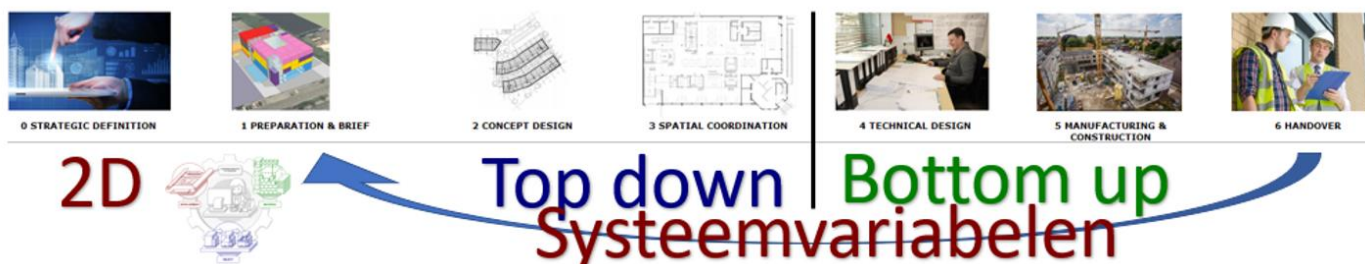 0 STRATEGIC DEFINITION
1 PREPARATION & BRIEF
2 CONCEPT DESIGN
3 SPATIAL COORDINATION
4 TECHNICAL DESIGN
5 MANUFACTURING &
CONSTRUCTION
6 HANDOVER
2D
Top down
Bottom up
Systeemvariabelen